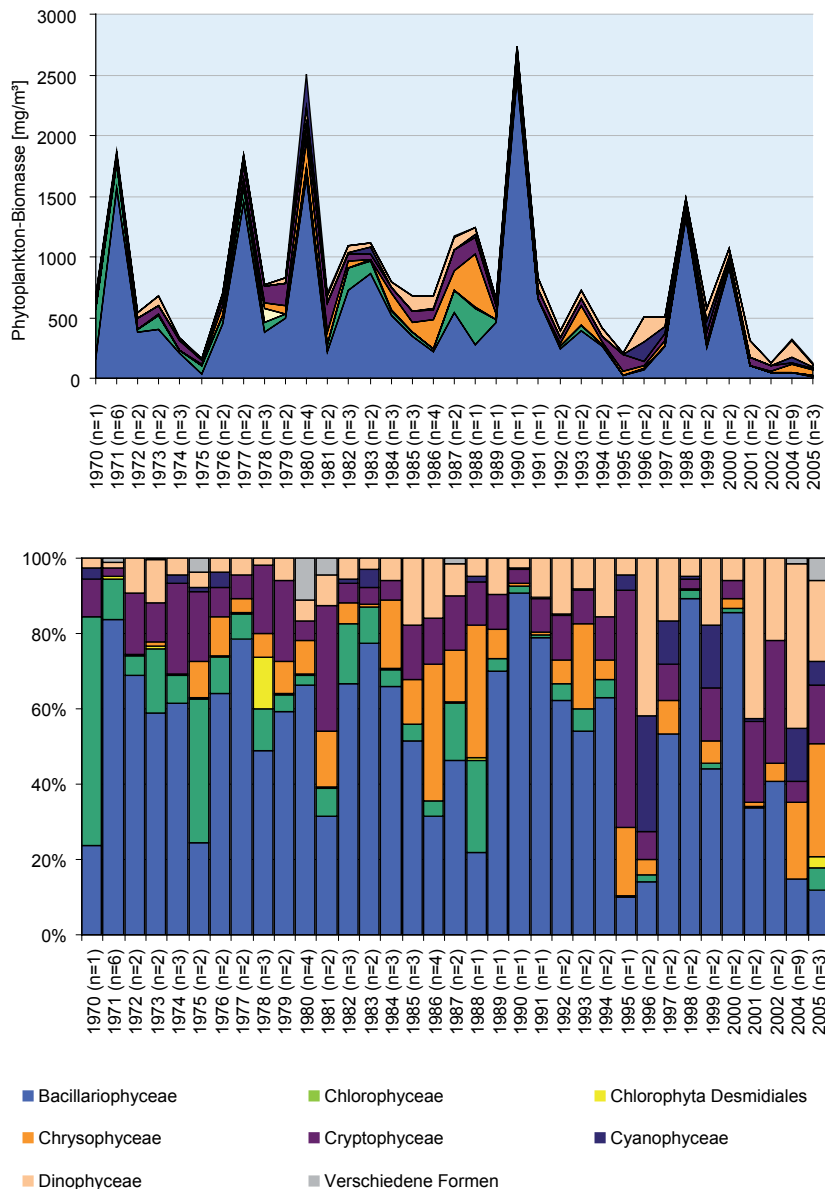 Phytoplankton-Biomasse [mg/m³]
3000
2500
2000
1500
1000
500
0
1970 (n=1)
1971 (n=6)
1972 (n=2)
1973 (n=2)
1974 (n=3)
1975 (n=2)
1976 (n=2)
1977 (n=2)
1978 (n=3)
1979 (n=2)
1980 (n=4)
1981 (n=2)
1982 (n=3)
1983 (n=2)
1984 (n=3)
1985 (n=3)
1986 (n=4)
1987 (n=2)
1988 (n=1)
1989 (n=1)
1990 (n=1)
1991 (n=1)
1992 (n=2)
1993 (n=2)
1994 (n=2)
1995 (n=1)
1996 (n=2)
1997 (n=2)
1998 (n=2)
1999 (n=2)
2000 (n=2)
2001 (n=2)
2002 (n=2)
2004 (n=9)
2005 (n=3)
100%
80%
60%
40%
20%
0%
1970 (n=1)
1971 (n=6)
1972 (n=2)
1973 (n=2)
1974 (n=3)
1975 (n=2)
1976 (n=2)
1977 (n=2)
1978 (n=3)
1979 (n=2)
1980 (n=4)
1981 (n=2)
1982 (n=3)
1983 (n=2)
1984 (n=3)
1985 (n=3)
1986 (n=4)
1987 (n=2)
1988 (n=1)
1989 (n=1)
1990 (n=1)
1991 (n=1)
1992 (n=2)
1993 (n=2)
1994 (n=2)
1995 (n=1)
1996 (n=2)
1997 (n=2)
1998 (n=2)
1999 (n=2)
2000 (n=2)
2001 (n=2)
2002 (n=2)
2004 (n=9)
2005 (n=3)
Bacillariophyceae
Chlorophyceae
Chlorophyta Desmidiales
Chrysophyceae
Cryptophyceae
Cyanophyceae
Dinophyceae
Verschiedene Formen